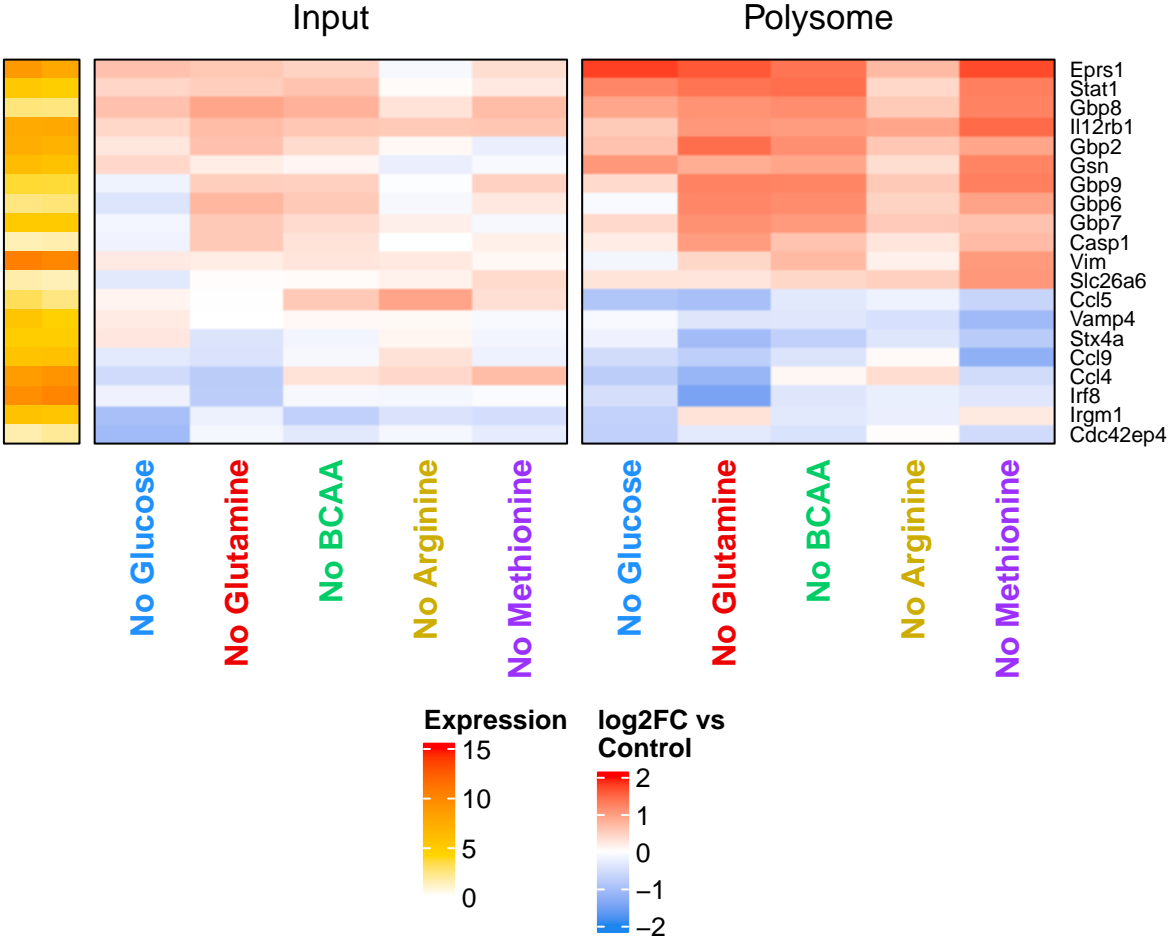 Input
Polysome
Eprs1
Stat1
Gbp8
Il12rb1
Gbp2
Gsn
Gbp9
Gbp6
Gbp7
Casp1
Vim
Slc26a6
Ccl5
Vamp4
Stx4a
Ccl9
Ccl4
Irf8
Irgm1
Cdc42ep4
No Glucose
No Glutamine
No BCAA
No Arginine
No Methionine
No Glucose
No Glutamine
No BCAA
No Arginine
No Methionine
Expression
15
10
5
0
log2FC vs
Control
2
1
0
−1
−2